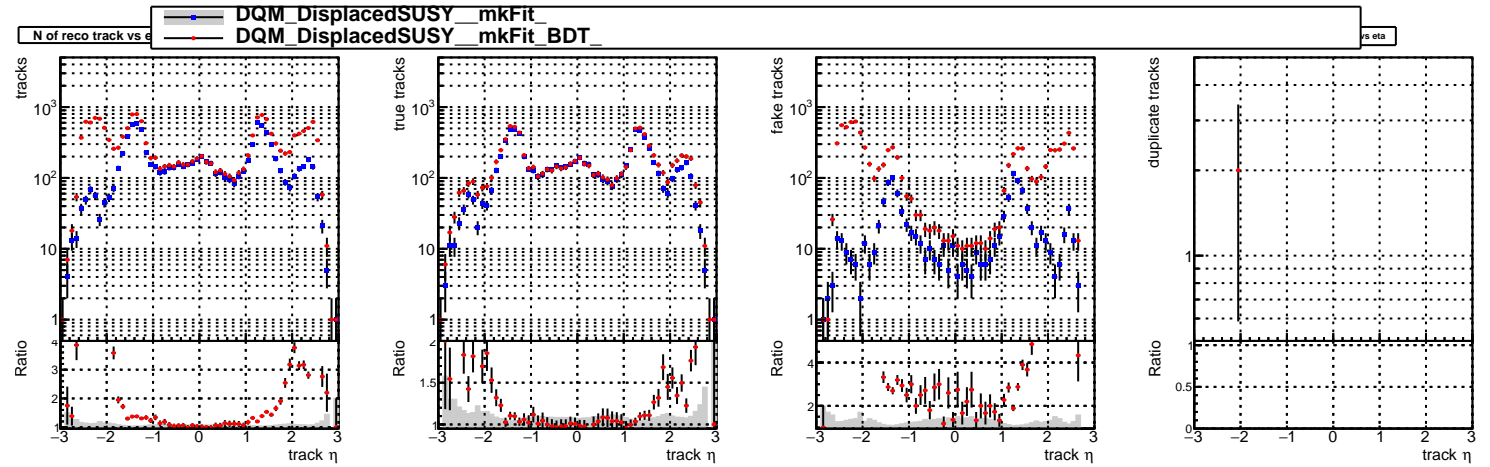 DQM_DisplacedSUSY__mkFit_
DQM_DisplacedSUSY__mkFit_BDT_
N of reco track vs e
vs eta
tracks
10³
10²
10
1
Ratio
4
3
2
1
−3 −2 −1 0 1 2 3
track η
true tracks
10³
10²
10
1
Ratio
2
1.5
1
−3 −2 −1 0 1 2 3
track η
fake tracks
10³
10²
10
1
Ratio
4
2
−3 −2 −1 0 1 2 3
track η
duplicate tracks
1
Ratio
1
0.5
0
−3 −2 −1 0 1 2 3
track η